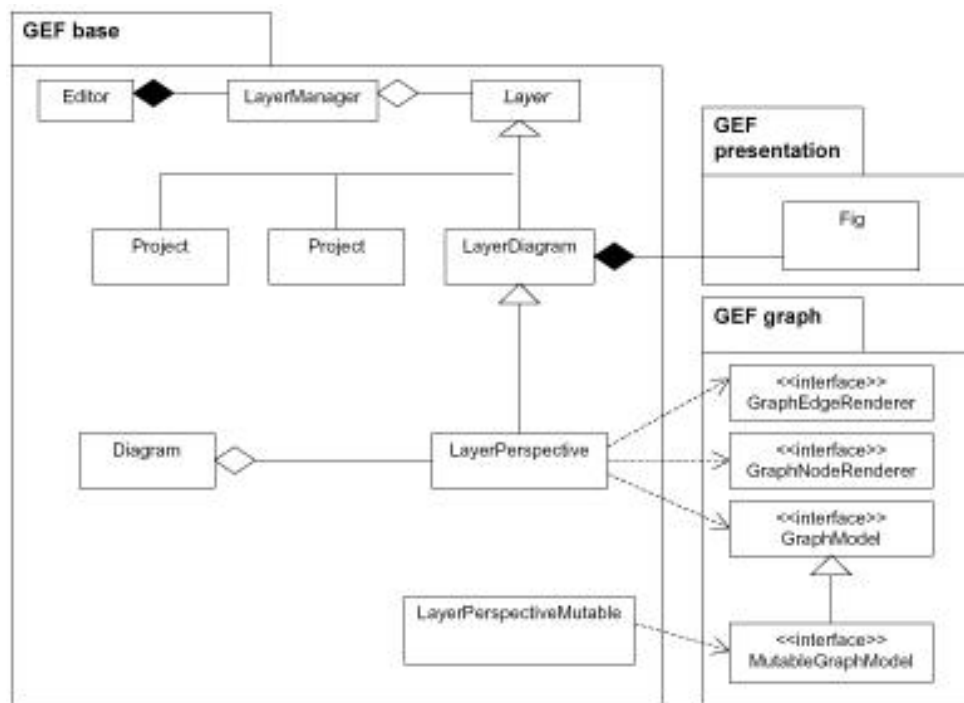 GEF base
Editor
LayerManager
Layer
GEF
presentation
Fig
Project
Project
LayerDiagram
GEF graph
<<interface>>
GraphEdgeRenderer
Diagram
LayerPerspective
<<interface>>
GraphNodeRenderer
<<interface>>
GraphModel
LayerPerspectiveMutable
<<interface>>
MutableGraphModel